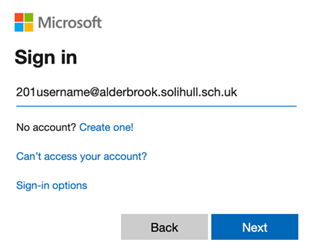 Microsoft
Sign in
201username@alderbrook.solihull.sch.uk
No account? Create one!
Can't access your account?
Sign-in options
Back
Next